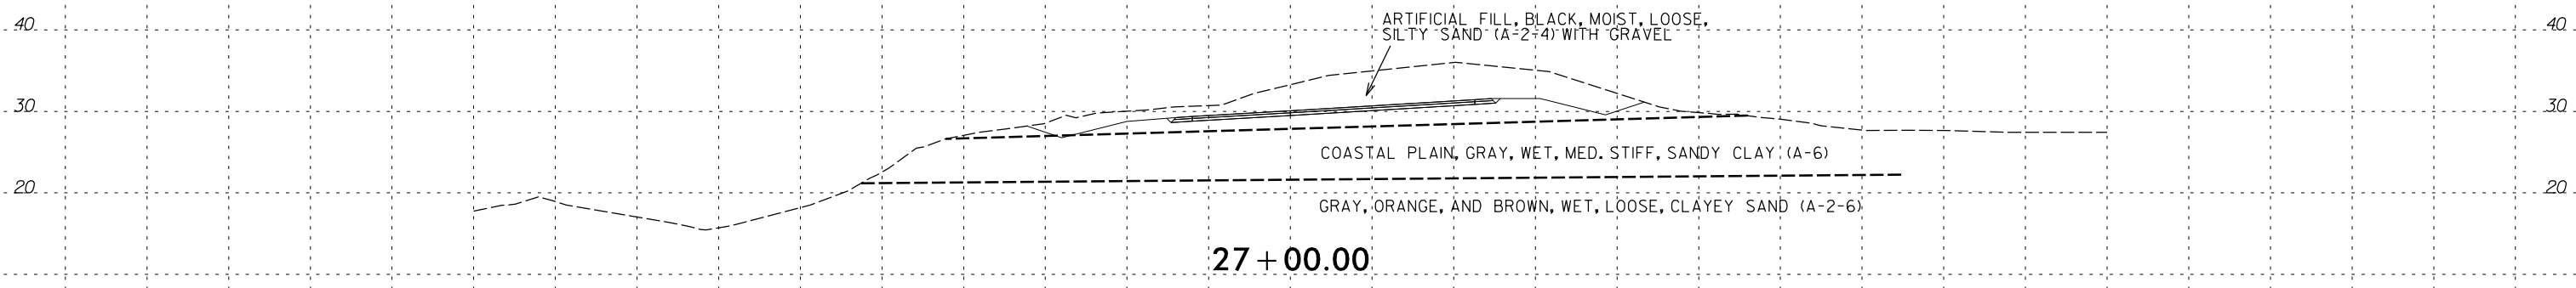 40
ARTIFICIAL FILL, BLACK, MOIST, LOOSE,
SILTY SAND (A-2-4) WITH GRAVEL
40
30
30
COASTAL PLAIN, GRAY, WET, MED. STIFF, SANDY CLAY (A-6)
20
20
GRAY, ORANGE, AND BROWN, WET, LOOSE, CLAYEY SAND (A-2-6)
27+00.00